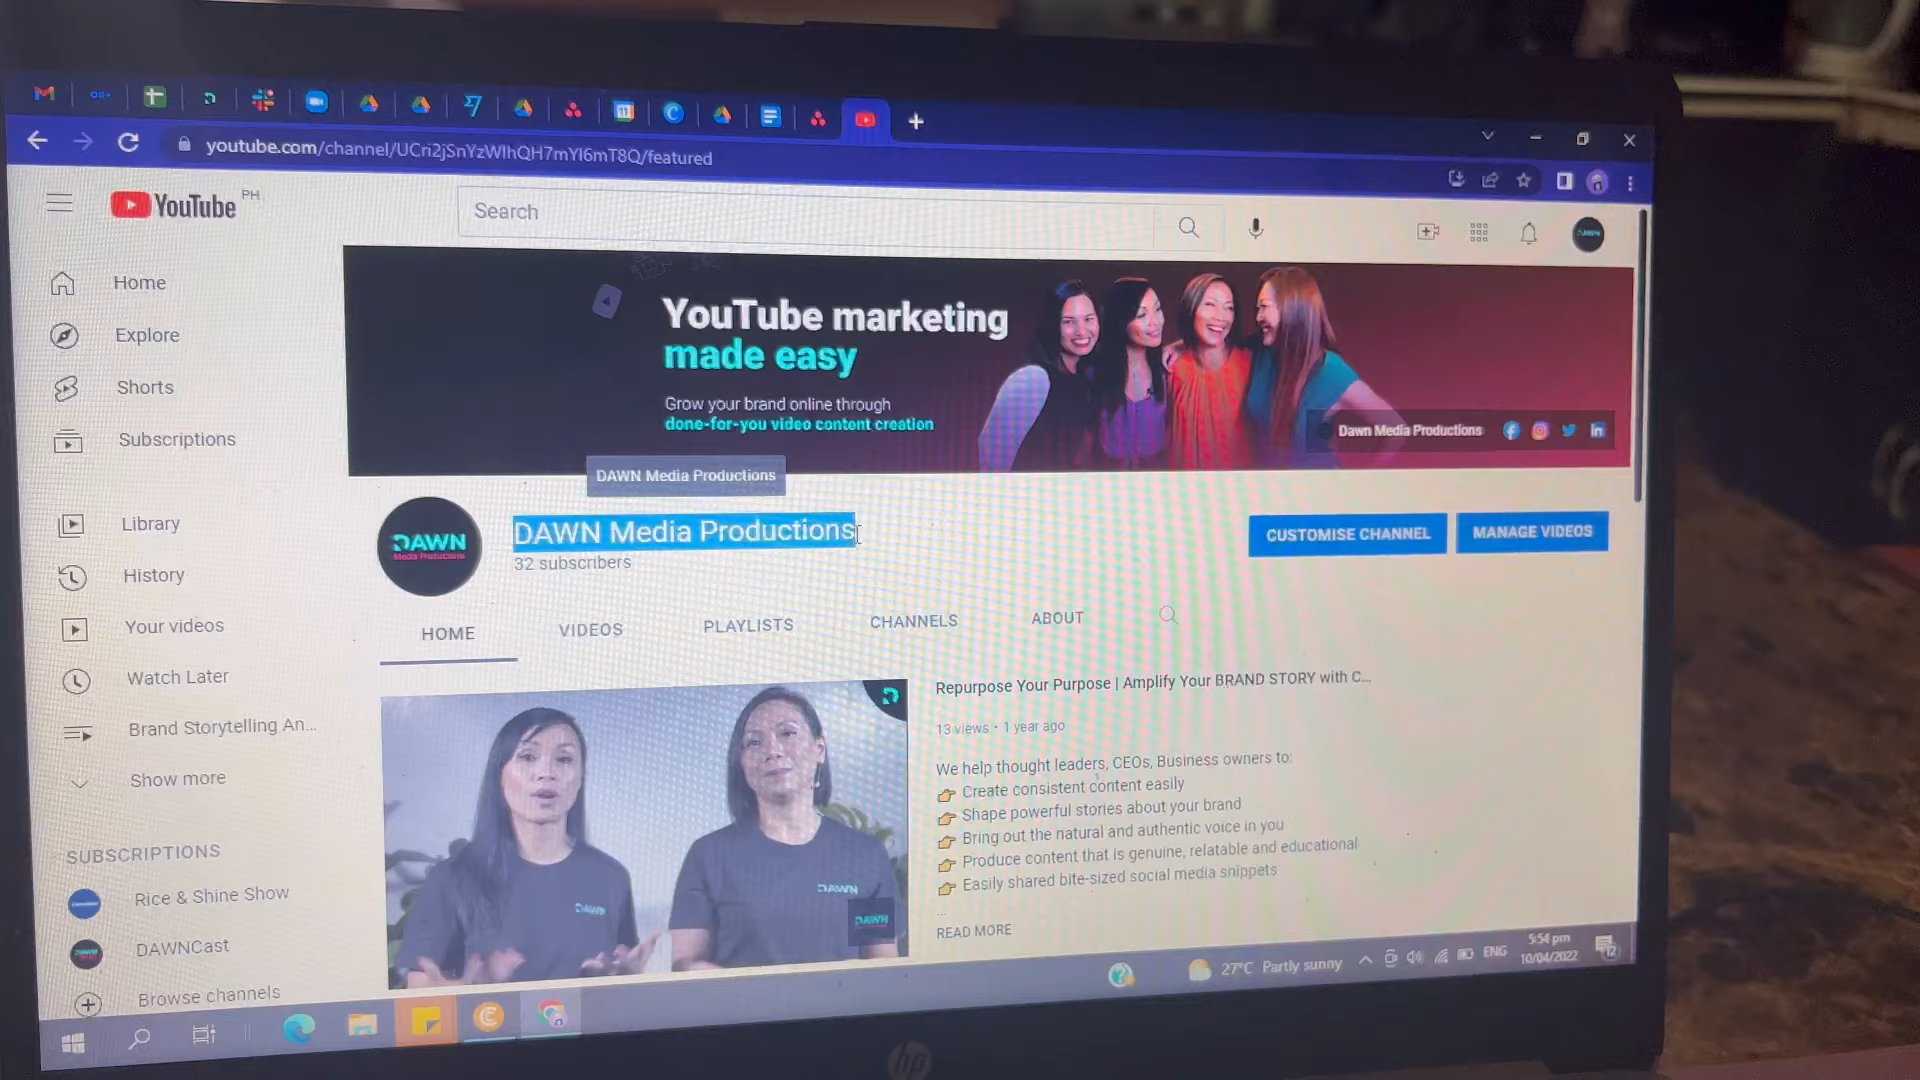 youtube.com/channel/UCri2jSnYzWIhQH7mYI6mT8Q/featured
YouTube PH
Search
Home
Explore
Shorts
Subscriptions
Library
History
Your videos
Watch Later
Brand Storytelling An...
Show more
SUBSCRIPTIONS
Rice & Shine Show
DAWNCast
Browse channels
YouTube marketing
made easy
Grow your brand online through
done-for-you video content creation
Dawn Media Productions
DAWN Media Productions
DAWN
Media Productions
DAWN Media Productions
32 subscribers
CUSTOMISE CHANNEL
MANAGE VIDEOS
HOME
VIDEOS
PLAYLISTS
CHANNELS
ABOUT
DAWN
DAWN
DAWN
Repurpose Your Purpose | Amplify Your BRAND STORY with C...
13 views • 1 year ago
We help thought leaders, CEOs, Business owners to:
Create consistent content easily
Shape powerful stories about your brand
Bring out the natural and authentic voice in you
Produce content that is genuine, relatable and educational
Easily shared bite-sized social media snippets
...
READ MORE
27°C Partly sunny
ENG
5:54 pm
10/04/2022
hp